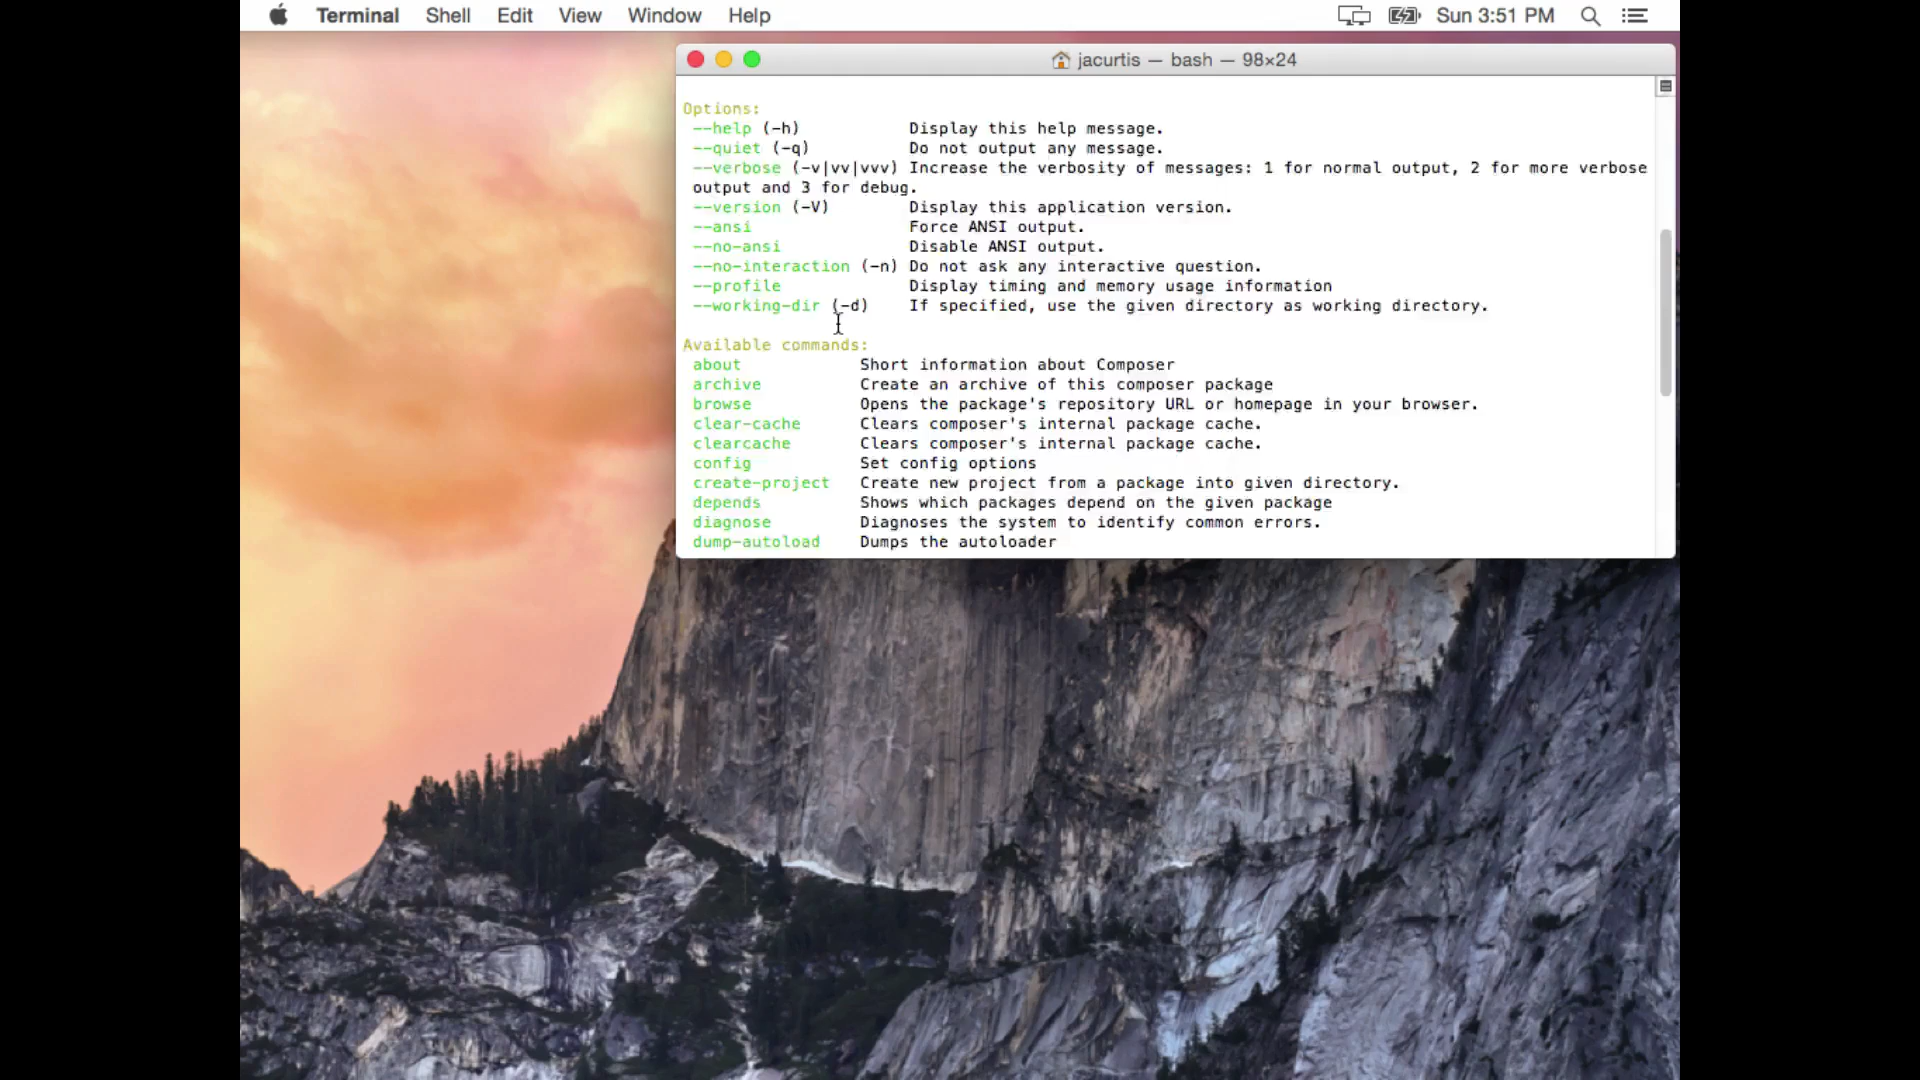 Terminal Shell Edit View Window Help Sun 3:51 PM
jacurtis — bash — 98×24
Options:
--help (-h) Display this help message.
--quiet (-q) Do not output any message.
--verbose (-v|vv|vvv) Increase the verbosity of messages: 1 for normal output, 2 for more verbose
output and 3 for debug.
--version (-V) Display this application version.
--ansi Force ANSI output.
--no-ansi Disable ANSI output.
--no-interaction (-n) Do not ask any interactive question.
--profile Display timing and memory usage information
--working-dir (-d) If specified, use the given directory as working directory.
Available commands:
about Short information about Composer
archive Create an archive of this composer package
browse Opens the package's repository URL or homepage in your browser.
clear-cache Clears composer's internal package cache.
clearcache Clears composer's internal package cache.
config Set config options
create-project Create new project from a package into given directory.
depends Shows which packages depend on the given package
diagnose Diagnoses the system to identify common errors.
dump-autoload Dumps the autoloader